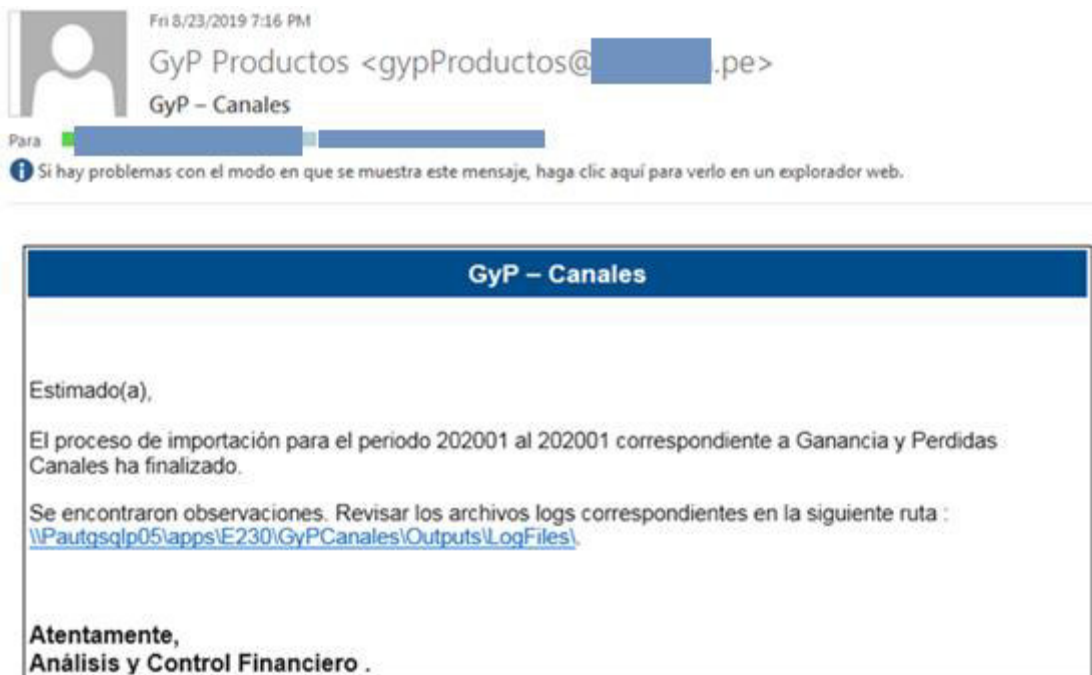 Fri 8/23/2019 7:16 PM
GyP Productos <gypProductos@ .pe>
GyP – Canales
Para
Si hay problemas con el modo en que se muestra este mensaje, haga clic aquí para verlo en un explorador web.
GyP – Canales
Estimado(a),
El proceso de importación para el periodo 202001 al 202001 correspondiente a Ganancia y Perdidas
Canales ha finalizado.
Se encontraron observaciones. Revisar los archivos logs correspondientes en la siguiente ruta :
\\Pautgsqlp05\apps\E230\GyPCanales\Outputs\LogFiles\.
Atentamente,
Análisis y Control Financiero .